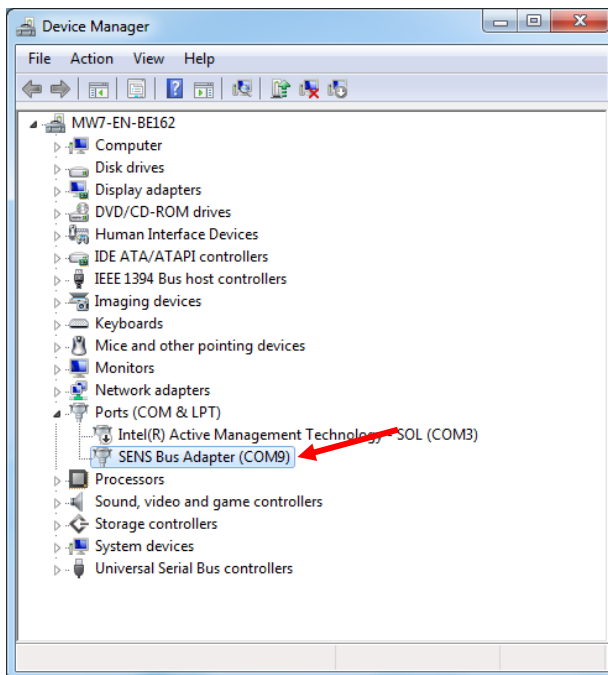 Device Manager
File Action View Help
MW7-EN-BE162
Computer
Disk drives
Display adapters
DVD/CD-ROM drives
Human Interface Devices
IDE ATA/ATAPI controllers
IEEE 1394 Bus host controllers
Imaging devices
Keyboards
Mice and other pointing devices
Monitors
Network adapters
Ports (COM & LPT)
Intel(R) Active Management Technology - SOL (COM3)
SENS Bus Adapter (COM9)
Processors
Sound, video and game controllers
Storage controllers
System devices
Universal Serial Bus controllers